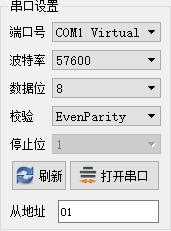 串口设置
端口号 COM1 Virtual
波特率 57600
数据位 8
校验 EvenParity
停止位 1
刷新 打开串口
从地址 01